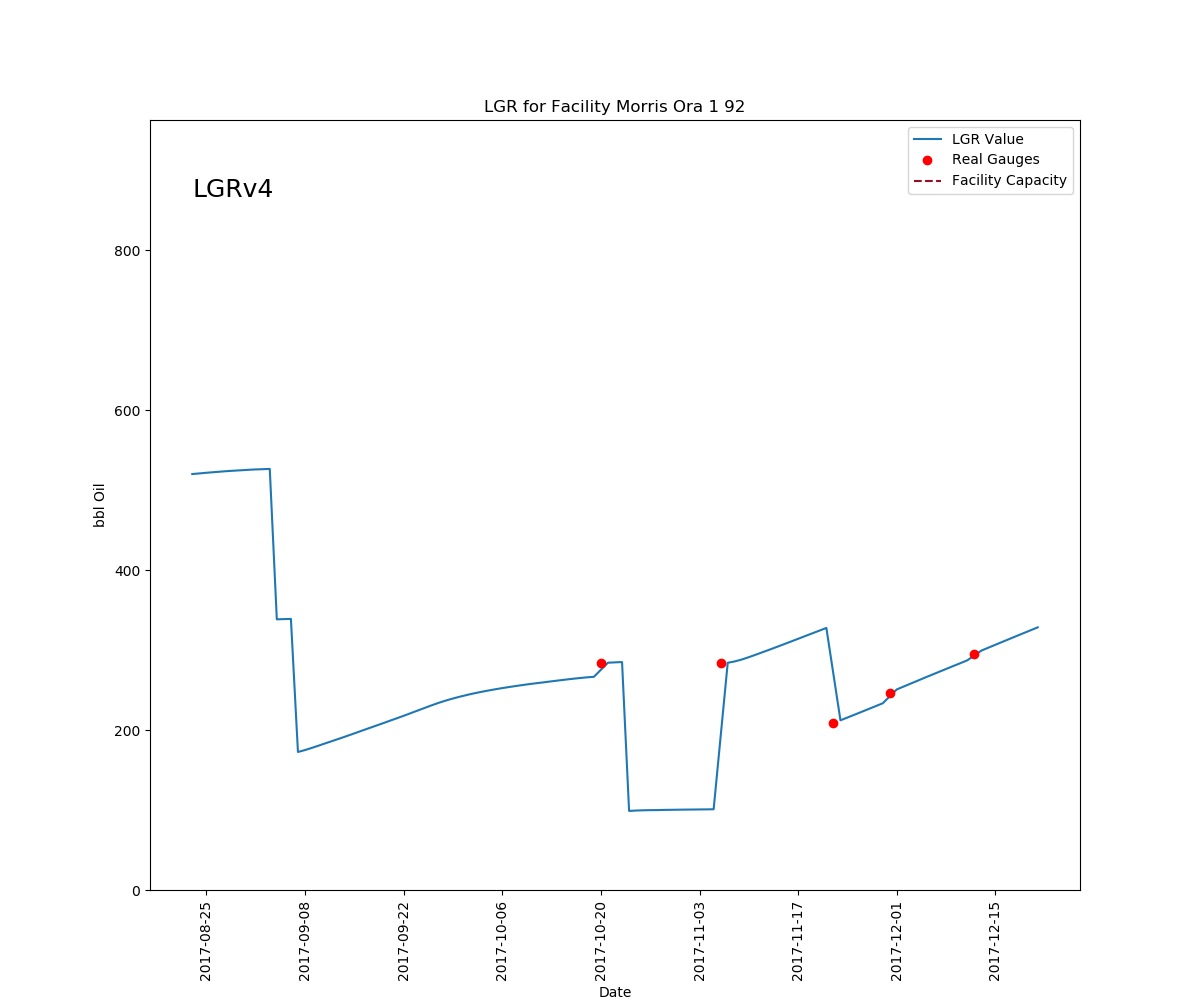 LGR for Facility Morris Ora 1 92
LGRv4
LGR Value
Real Gauges
Facility Capacity
bbl Oil
800
600
400
200
0
2017-08-25
2017-09-08
2017-09-22
2017-10-06
2017-10-20
2017-11-03
2017-11-17
2017-12-01
2017-12-15
Date